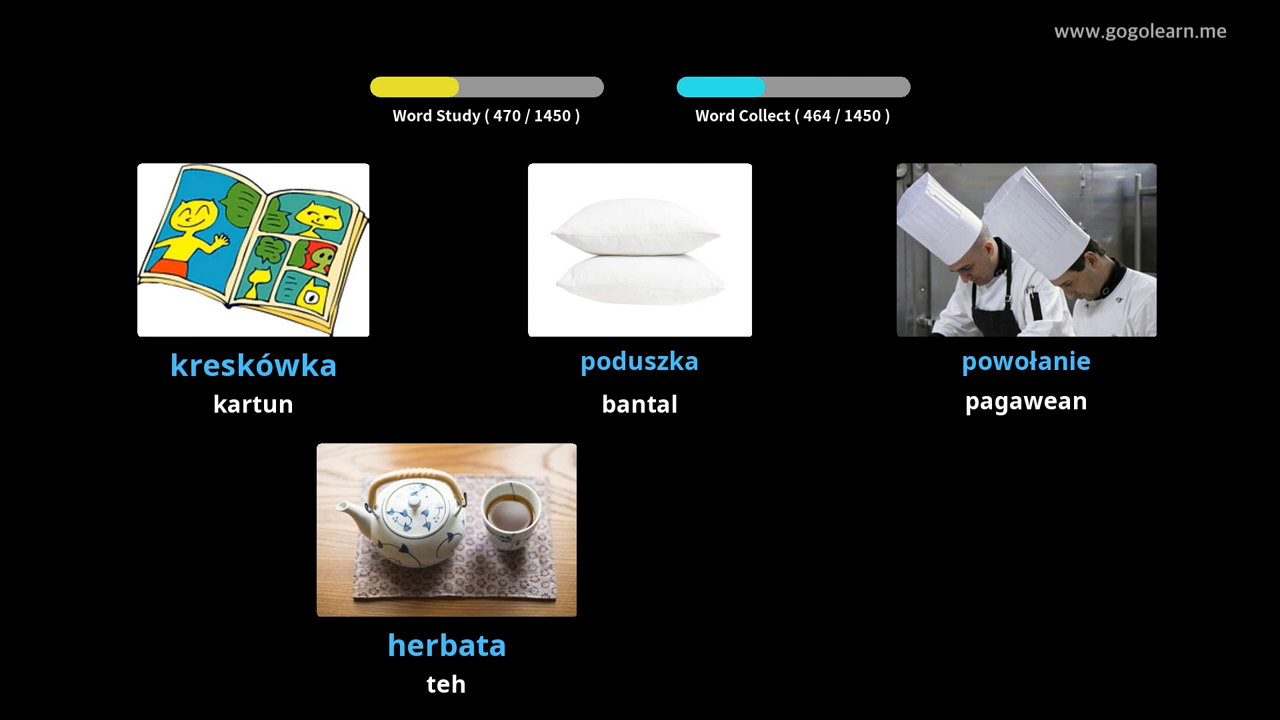 www.gogolearn.me
Word Study ( 470 / 1450 )
Word Collect ( 464 / 1450 )
kreskówka
kartun
poduszka
bantal
powołanie
pagawean
herbata
teh